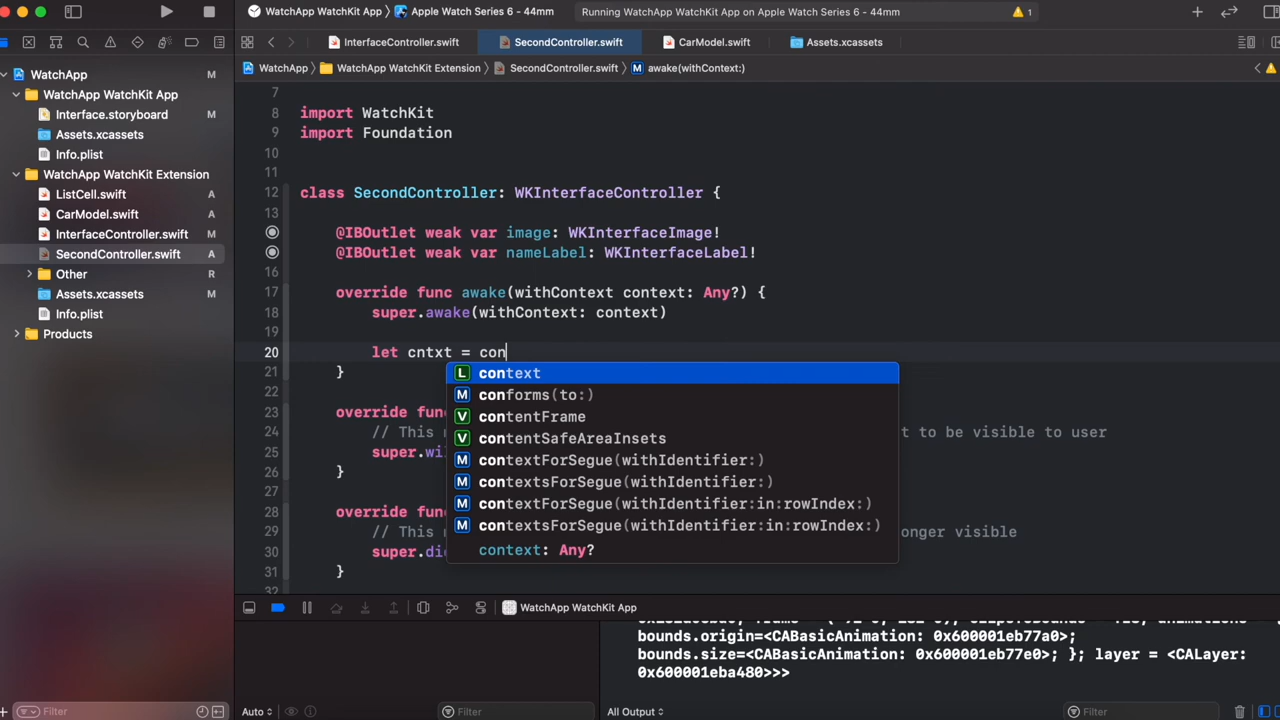 WatchApp WatchKit App
Apple Watch Series 6 - 44mm
Running WatchApp WatchKit App on Apple Watch Series 6 - 44mm
1
InterfaceController.swift
SecondController.swift
CarModel.swift
Assets.xcassets
WatchApp
WatchKit Extension
SecondController.swift
M awake(withContext:)
WatchApp M
WatchApp WatchKit App
Interface.storyboard M
Assets.xcassets
Info.plist
WatchApp WatchKit Extension
ListCell.swift A
CarModel.swift A
InterfaceController.swift M
SecondController.swift A
Other R
Assets.xcassets M
Info.plist
Products
7
8 import WatchKit
9 import Foundation
10
11
12 class SecondController: WKInterfaceController {
13
@IBOutlet weak var image: WKInterfaceImage!
@IBOutlet weak var nameLabel: WKInterfaceLabel!
16
17 override func awake(withContext context: Any?) {
18 super.awake(withContext: context)
19
20 let cntxt = con
21 }
22
23 override func
24 // This t to be visible to user
25 super.wi
26 }
27
28 override func
29 // This onger visible
30 super.di
31 }
32
L context
M conforms(to:)
V contentFrame
V contentSafeAreaInsets
M contextForSegue(withIdentifier:)
M contextsForSegue(withIdentifier:)
M contextForSegue(withIdentifier:in:rowIndex:)
M contextsForSegue(withIdentifier:in:rowIndex:)
context: Any?
WatchApp WatchKit App
bounds.origin=<CABasicAnimation: 0x600001eb77a0>;
bounds.size=<CABasicAnimation: 0x600001eb77e0>; }; layer = <CALayer:
0x600001eba480>>>
Filter
Auto
Filter
All Output
Filter